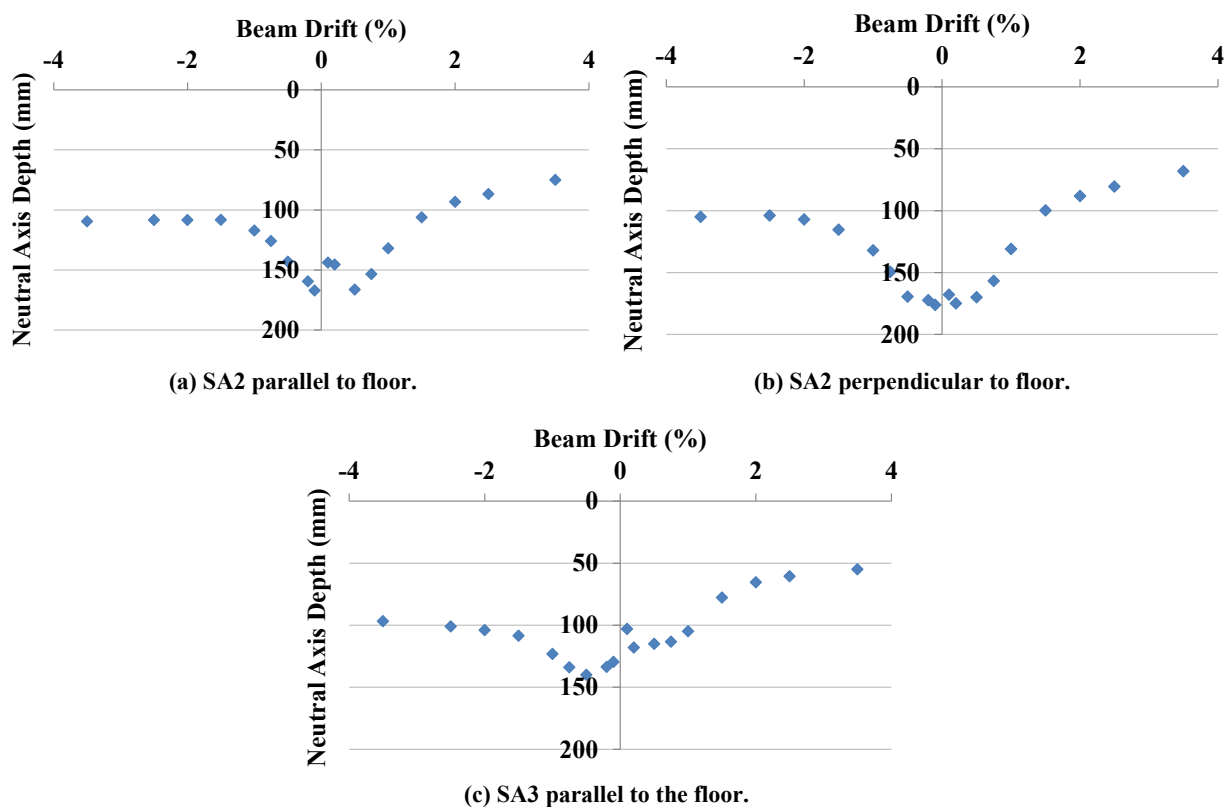 Beam Drift (%)
-4 -2 0 2 4
0
50
100
150
200
Neutral Axis Depth (mm)
(a) SA2 parallel to floor.
Beam Drift (%)
-4 -2 0 2 4
0
50
100
150
200
Neutral Axis Depth (mm)
(b) SA2 perpendicular to floor.
Beam Drift (%)
-4 -2 0 2 4
0
50
100
150
200
Neutral Axis Depth (mm)
(c) SA3 parallel to the floor.